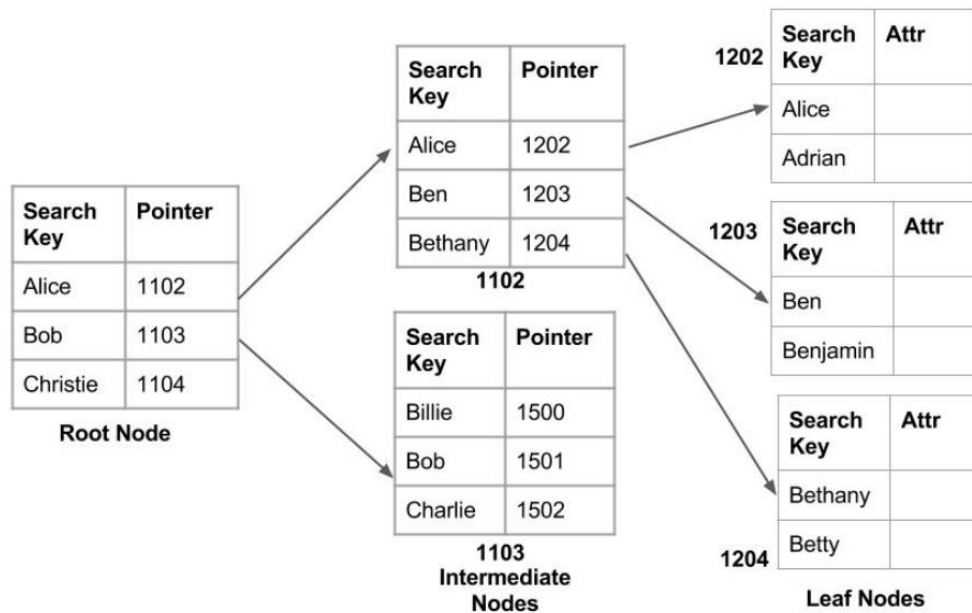 Search Key Pointer
Alice 1102
Bob 1103
Christie 1104
Root Node
Search Key Pointer
Alice 1202
Ben 1203
Bethany 1204
1102
Search Key Pointer
Billie 1500
Bob 1501
Charlie 1502
1103
Intermediate
Nodes
1202
Search Key Attr
Alice
Adrian
1203
Search Key Attr
Ben
Benjamin
Search Key Attr
Bethany
Betty
1204
Leaf Nodes